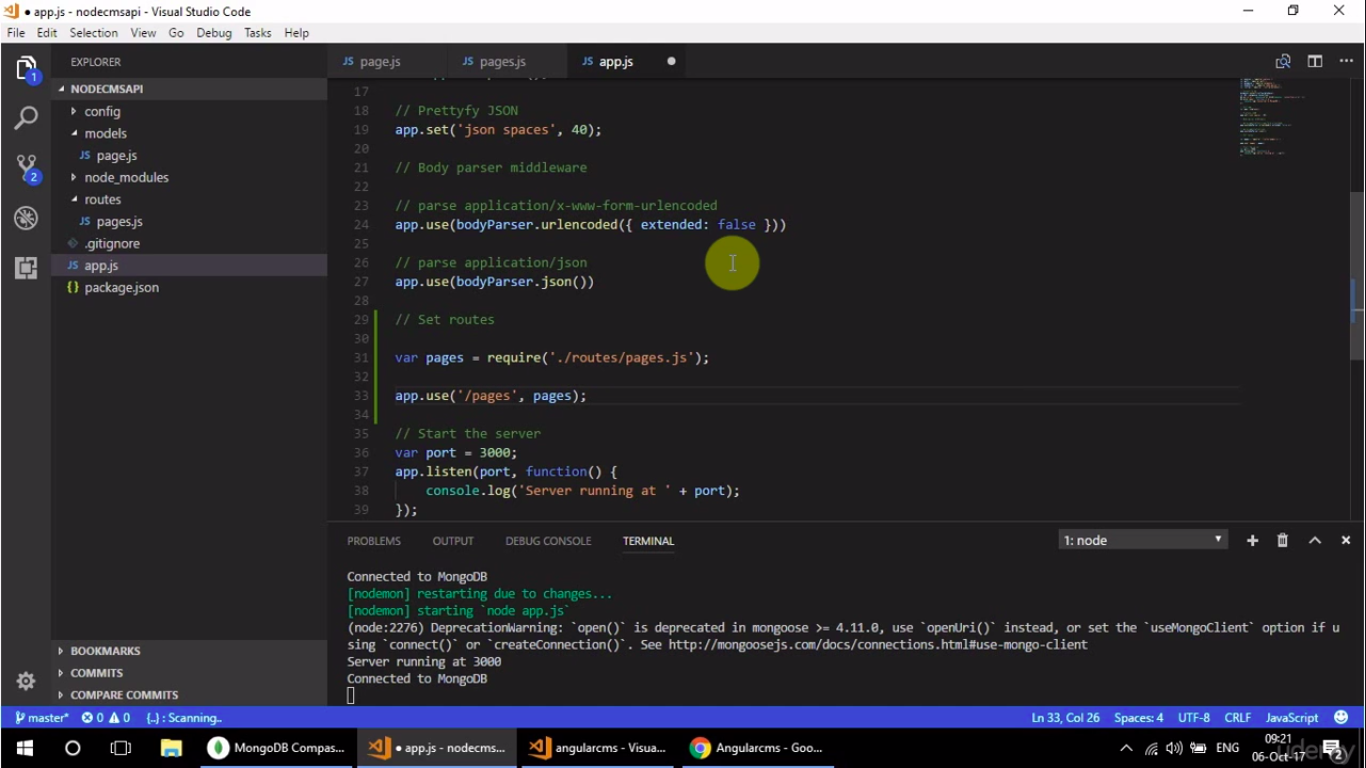 ● app.js - nodecmsapi - Visual Studio Code
File Edit Selection View Go Debug Tasks Help
EXPLORER
JS page.js JS pages.js JS app.js ●
NODECMSAPI
config
models
JS page.js
node_modules
routes
JS pages.js
.gitignore
JS app.js
{} package.json
BOOKMARKS
COMMITS
COMPARE COMMITS
1
2
17
18 // Prettyfy JSON
19 app.set('json spaces', 40);
20
21 // Body parser middleware
22
23 // parse application/x-www-form-urlencoded
24 app.use(bodyParser.urlencoded({ extended: false }))
25
26 // parse application/json
27 app.use(bodyParser.json())
28
29 // Set routes
30
31 var pages = require('./routes/pages.js');
32
33 app.use('/pages', pages);
34
35 // Start the server
36 var port = 3000;
37 app.listen(port, function() {
38 console.log('Server running at ' + port);
39 });
PROBLEMS OUTPUT DEBUG CONSOLE TERMINAL 1: node
Connected to MongoDB
[nodemon] restarting due to changes...
[nodemon] starting `node app.js`
(node:2276) DeprecationWarning: `open()` is deprecated in mongoose >= 4.11.0, use `openUri()` instead, or set the `useMongoClient` option if u
sing `connect()` or `createConnection()`. See http://mongoosejs.com/docs/connections.html#use-mongo-client
Server running at 3000
Connected to MongoDB
master* 0 0 {..} : Scanning.. Ln 33, Col 26 Spaces: 4 UTF-8 CRLF JavaScript
MongoDB Compas... ● app.js - nodecms... angularcms - Visua... Angularcms - Goo... ENG 09:21
06-Oct-17 2
udemy